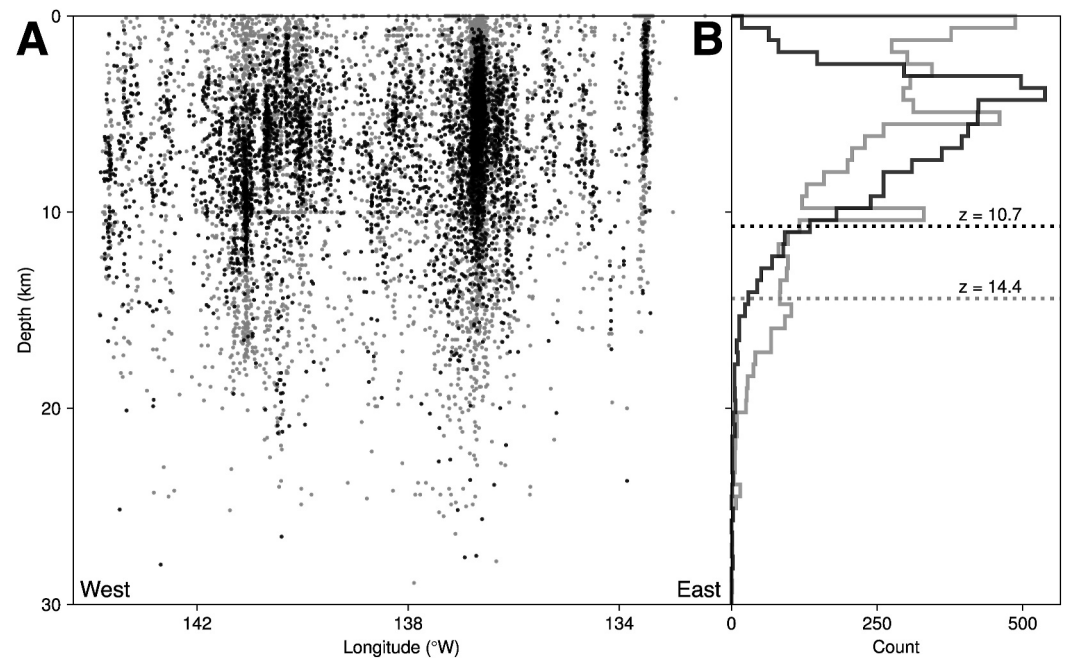 A
B
0
10
20
30
Depth (km)
West
East
142
138
134
Longitude (°W)
z = 10.7
z = 14.4
0
250
500
Count